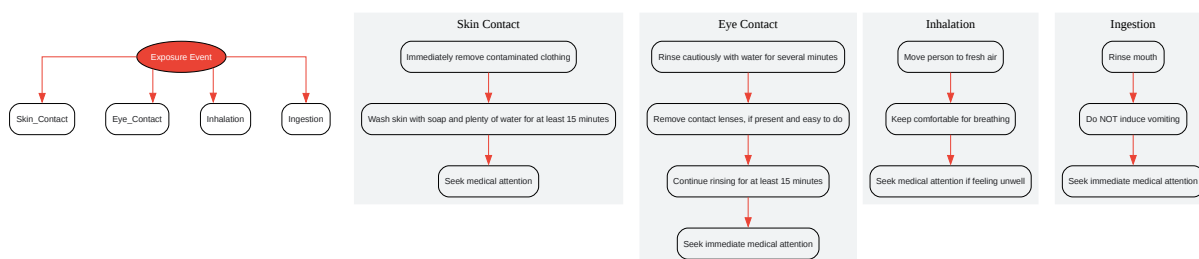 Exposure Event
Skin_Contact
Eye_Contact
Inhalation
Ingestion
Skin Contact
Immediately remove contaminated clothing
Wash skin with soap and plenty of water for at least 15 minutes
Seek medical attention
Eye Contact
Rinse cautiously with water for several minutes
Remove contact lenses, if present and easy to do
Continue rinsing for at least 15 minutes
Seek immediate medical attention
Inhalation
Move person to fresh air
Keep comfortable for breathing
Seek medical attention if feeling unwell
Ingestion
Rinse mouth
Do NOT induce vomiting
Seek immediate medical attention